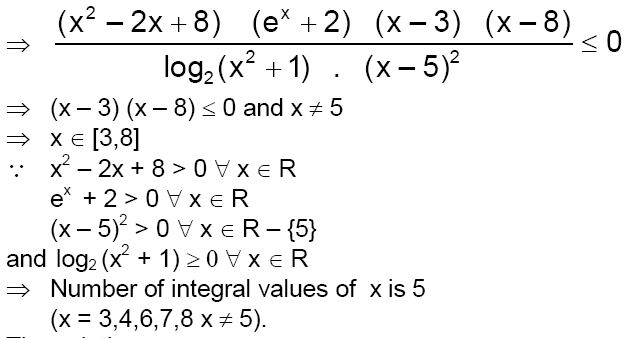 ⇒ (x² – 2x + 8) (eˣ + 2) (x – 3) (x – 8) / log₂(x² + 1) . (x – 5)² ≤ 0
⇒ (x – 3) (x – 8) ≤ 0 and x ≠ 5
⇒ x ∈ [3,8]
∵ x² – 2x + 8 > 0 ∀ x ∈ R
eˣ + 2 > 0 ∀ x ∈ R
(x – 5)² > 0 ∀ x ∈ R – {5}
and log₂ (x² + 1) ≥ 0 ∀ x ∈ R
⇒ Number of integral values of x is 5
(x = 3,4,6,7,8 x ≠ 5).